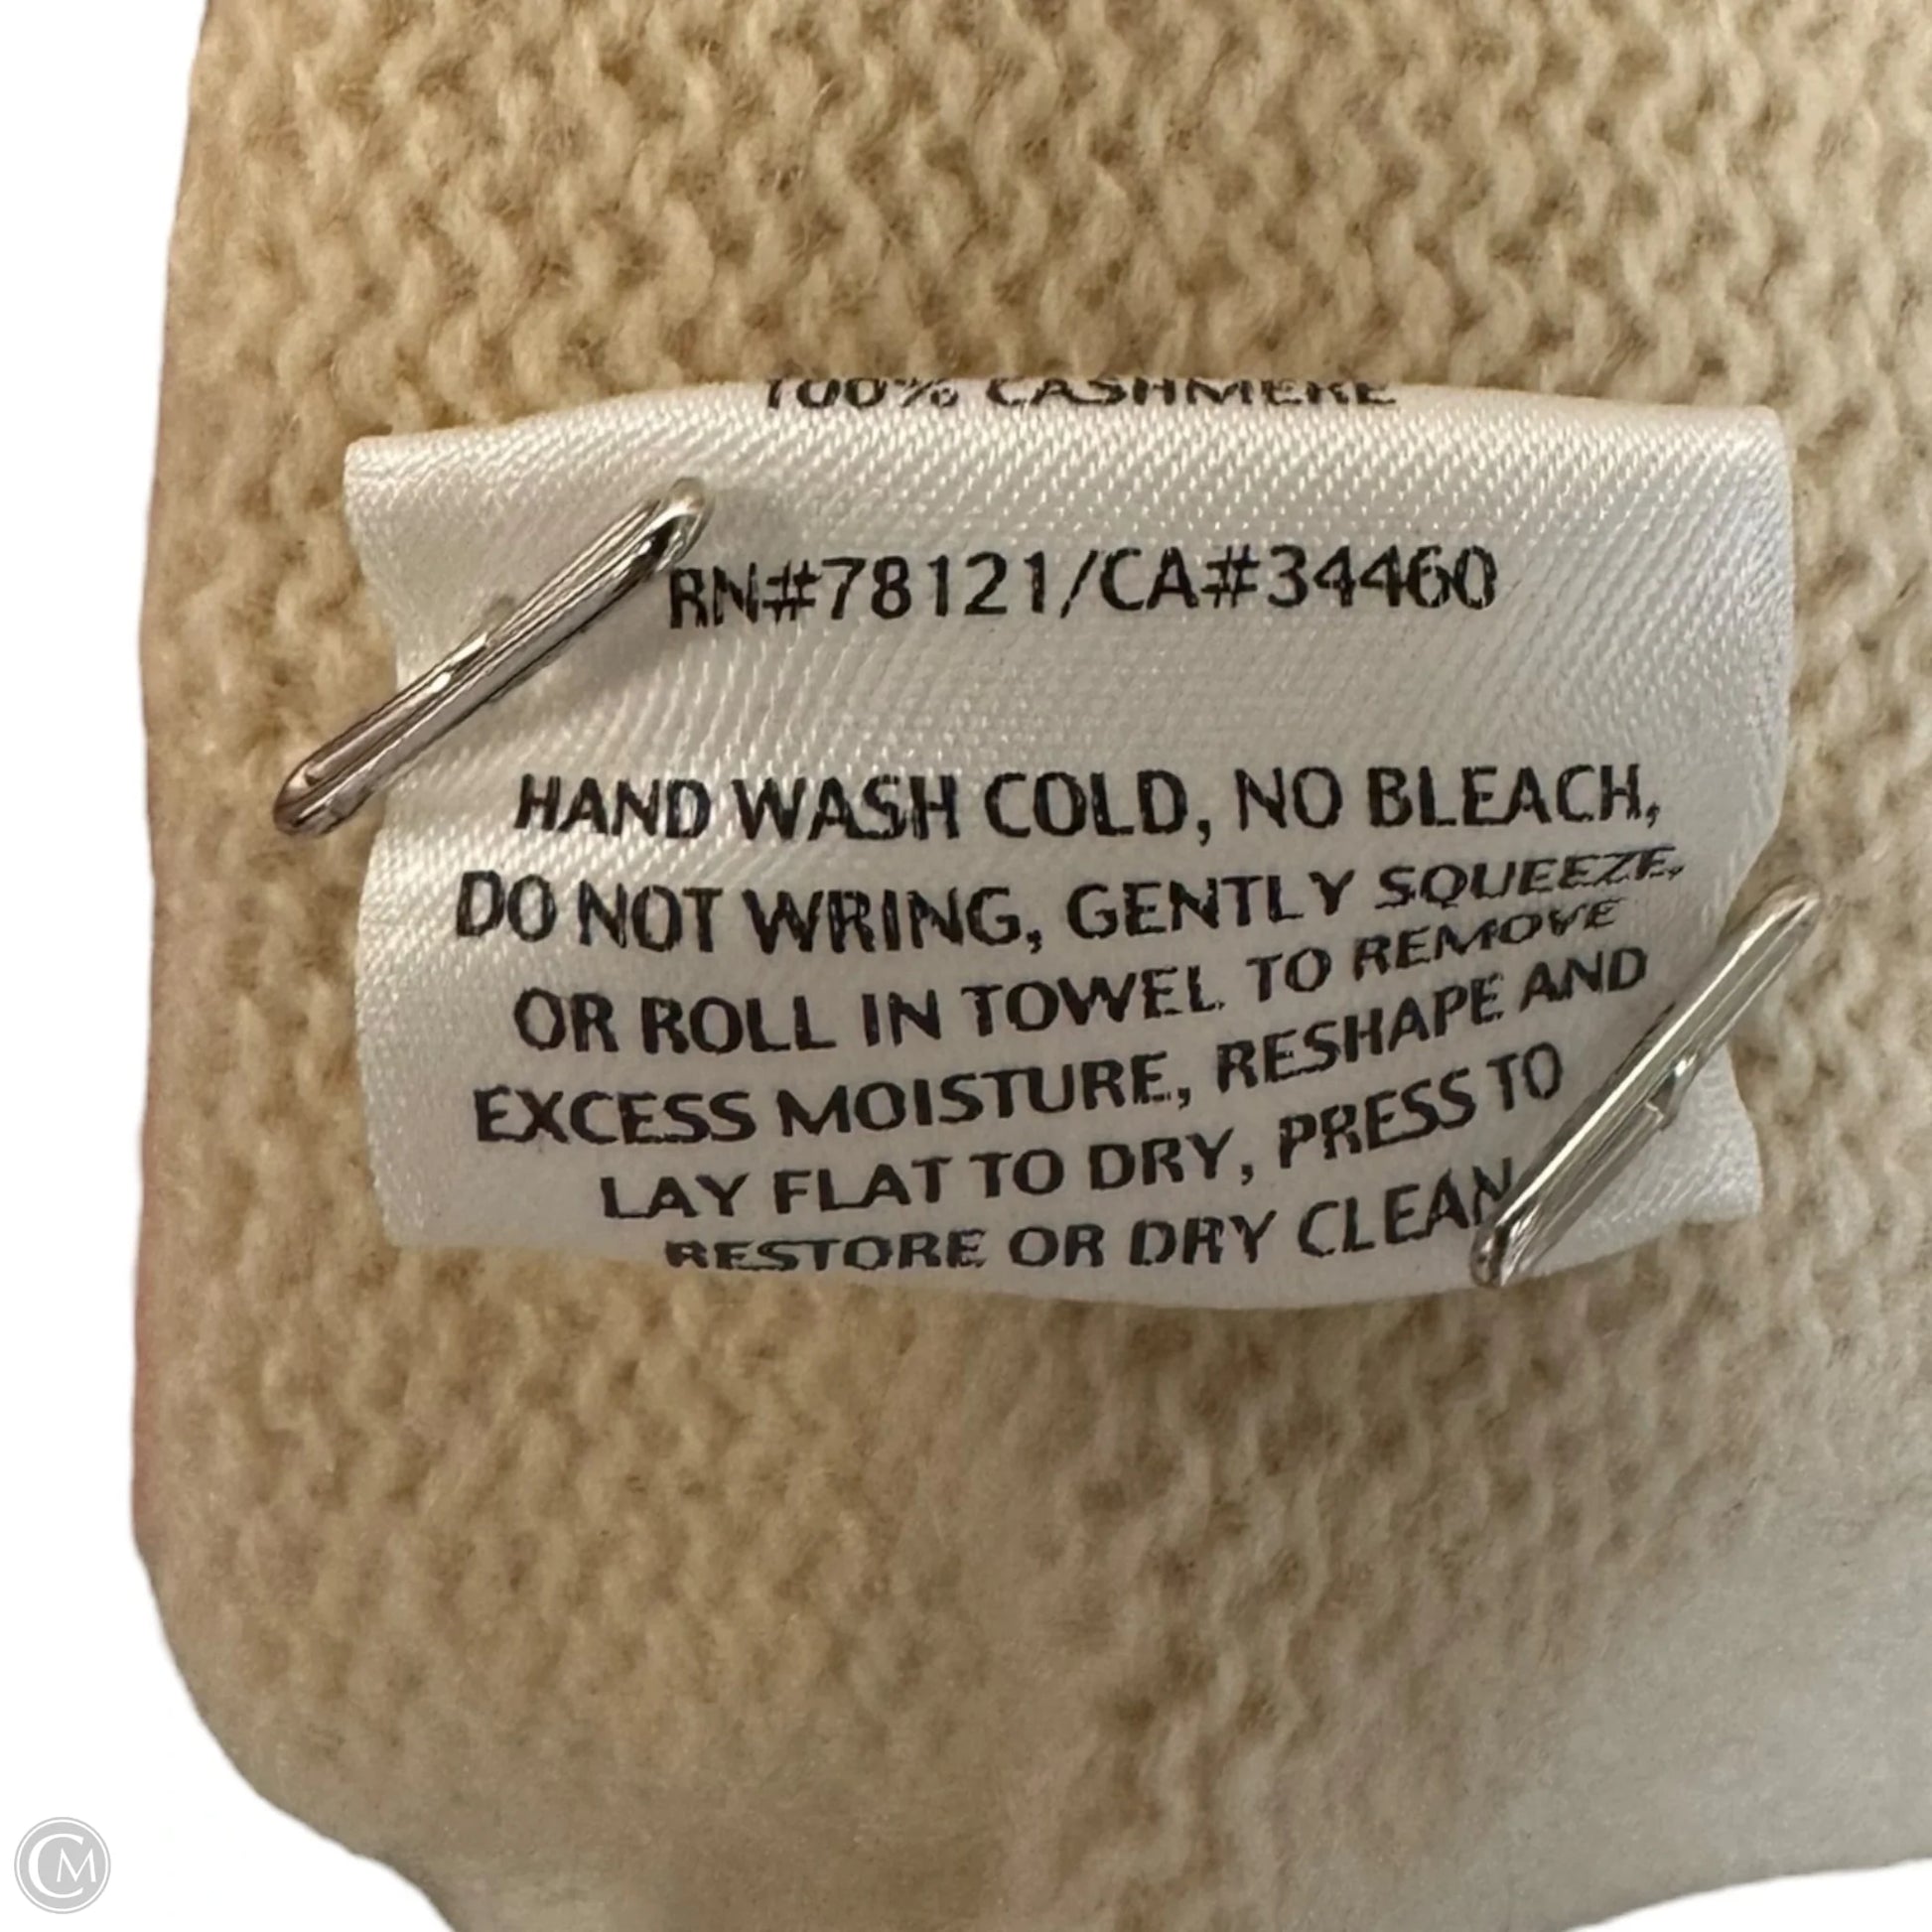 100% CASHMERE
RN#78121/CA#34460
HAND WASH COLD, NO BLEACH,
DO NOT WRING, GENTLY SQUEEZE,
OR ROLL IN TOWEL TO REMOVE
EXCESS MOISTURE, RESHAPE AND
LAY FLAT TO DRY, PRESS TO
RESTORE OR DRY CLEAN
CM